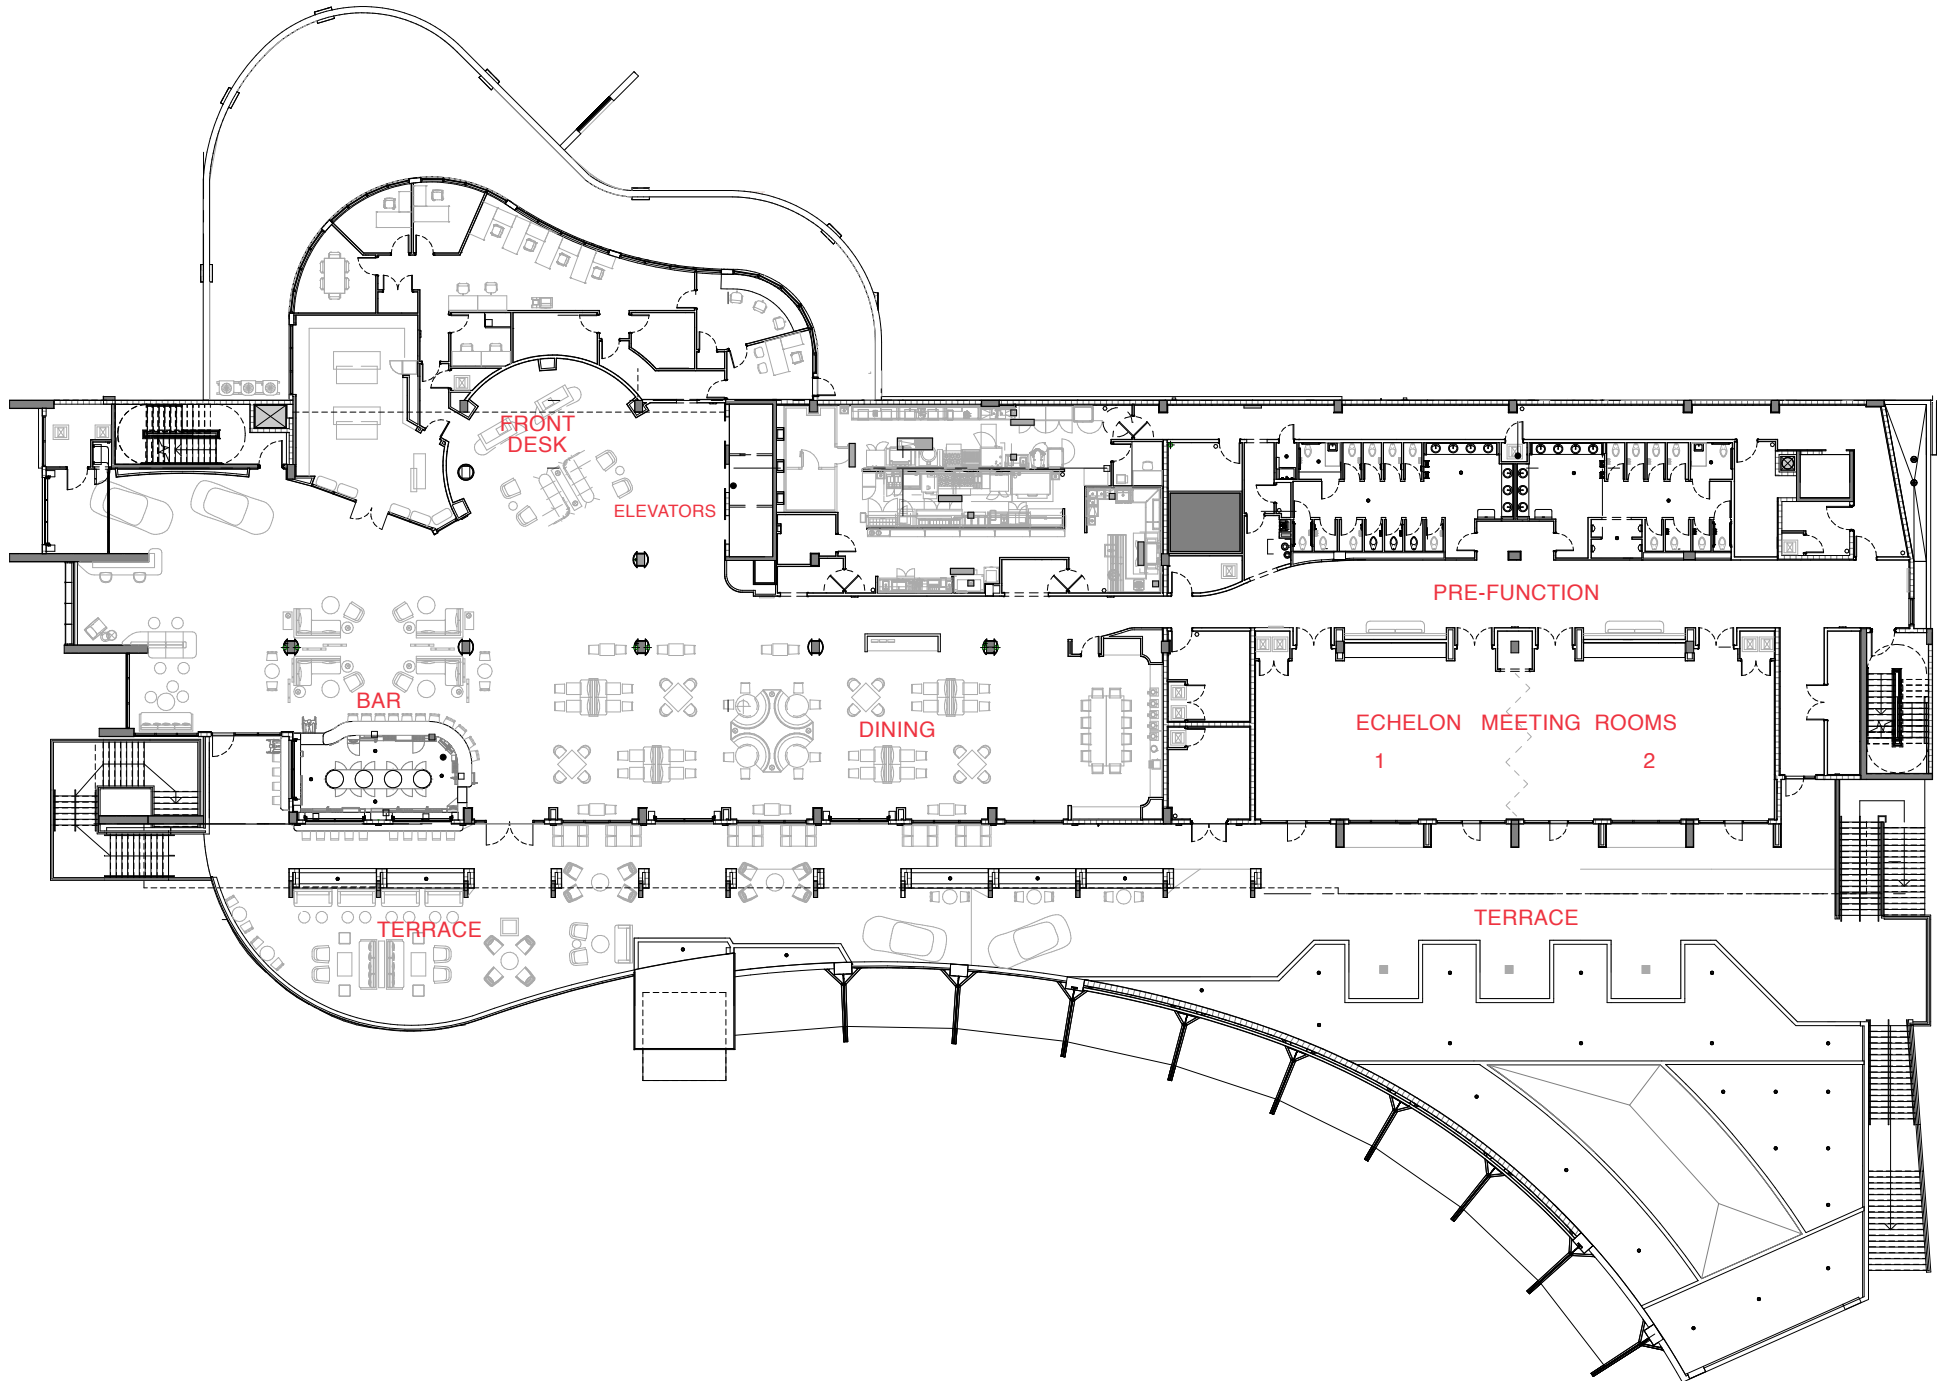 FRONT
DESK
ELEVATORS
PRE-FUNCTION
BAR
DINING
ECHELON MEETING ROOMS
1 2
TERRACE
TERRACE